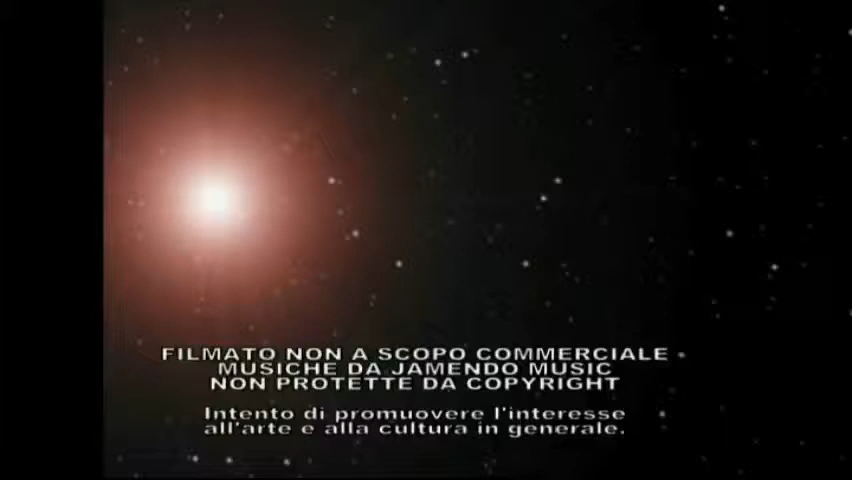 FILMATO NON A SCOPO COMMERCIALE
MUSICHE DA JAMENDO MUSIC
NON PROTETTE DA COPYRIGHT
Intento di promuovere l'interesse
all'arte e alla cultura in generale.